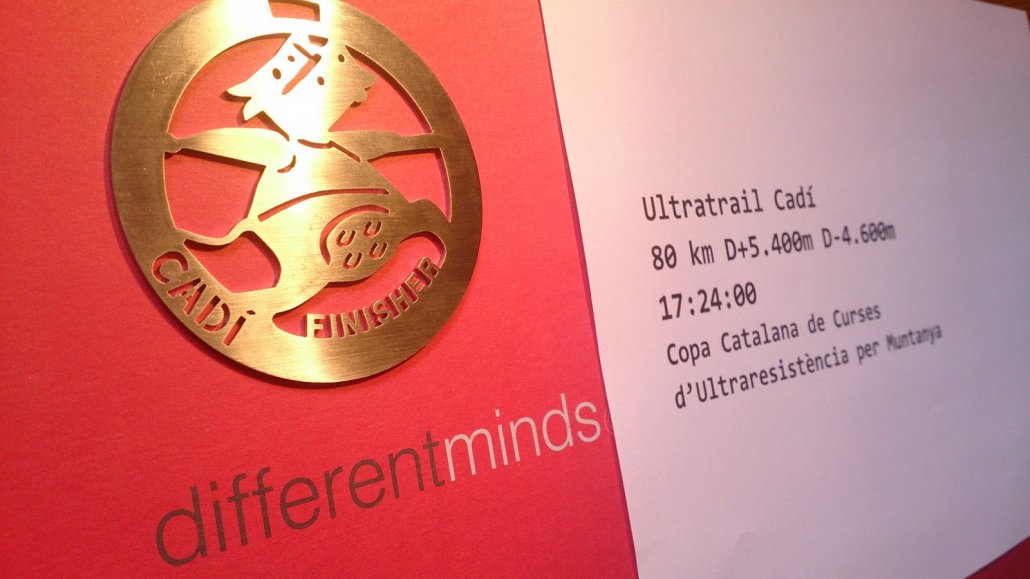 CADÍ FINISHER
differentminds
Ultratrail Cadí
80 km D+5.400m D-4.600m
17:24:00
Copa Catalana de Curses
d'Ultraresistència per Muntanya